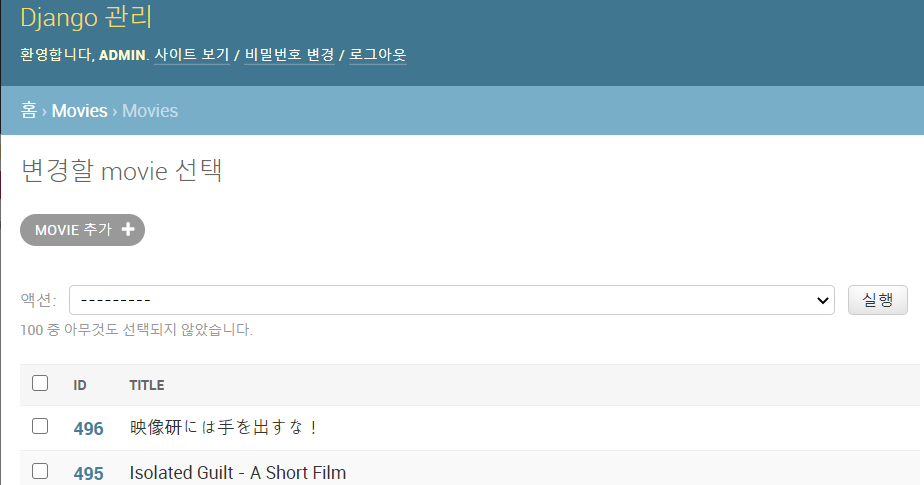 Django 관리
환영합니다, ADMIN. 사이트 보기 / 비밀번호 변경 / 로그아웃
홈 › Movies › Movies
변경할 movie 선택
MOVIE 추가 +
액션: --------- 실행
100 중 아무것도 선택되지 않았습니다.
ID TITLE
496 映像研には手を出すな！
495 Isolated Guilt - A Short Film